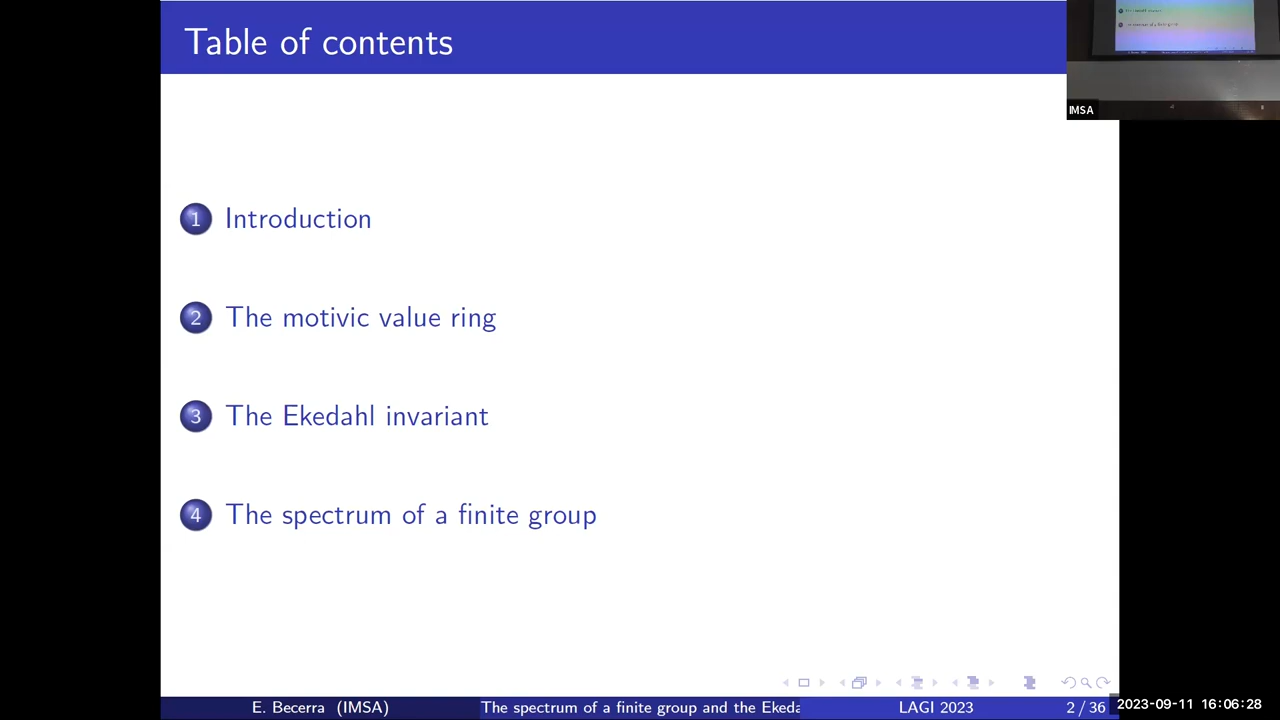 Table of contents
IMSA
1 Introduction
2 The motivic value ring
3 The Ekedahl invariant
4 The spectrum of a finite group
E. Becerra (IMSA) The spectrum of a finite group and the Ekeda LAGI 2023 2 / 36
2023-09-11 16:06:28